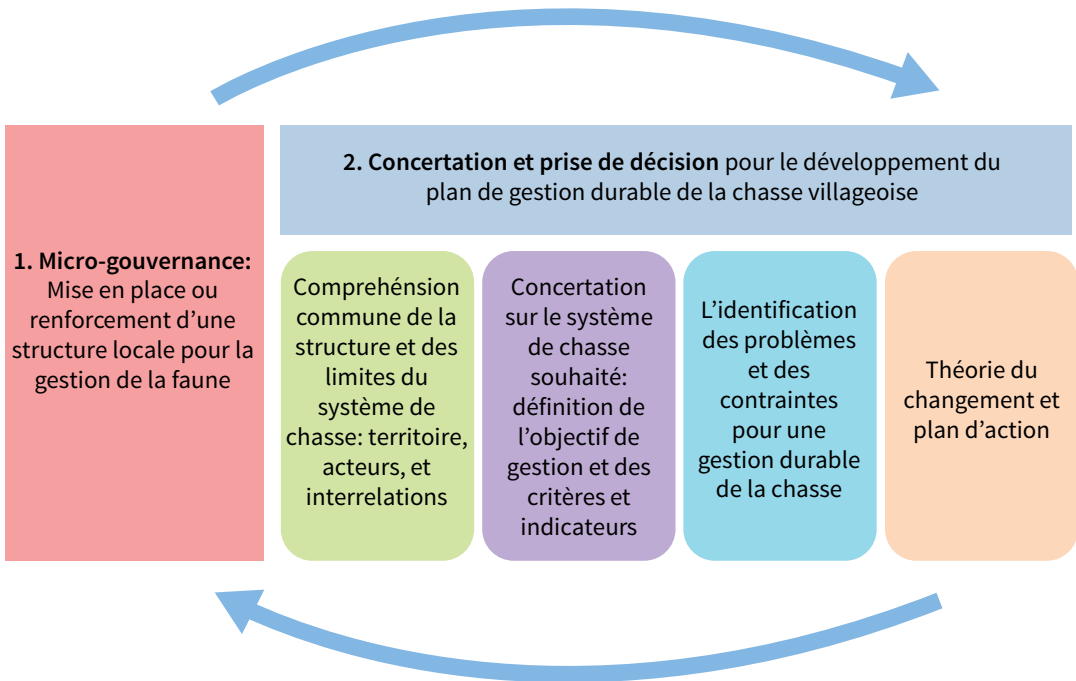 1. Micro-gouvernance:
Mise en place ou
renforcement d'une
structure locale pour la
gestion de la faune
2. Concertation et prise de décision pour le développement du
plan de gestion durable de la chasse villageoise
Compreհénsion
commune de la
structure et des
limites du
système de
chasse: territoire,
acteurs, et
interrelations
Concertation
sur le système
de chasse
souhaité:
définition de
l'objectif de
gestion et des
critères et
indicateurs
L'identification
des problèmes
et des
contraintes
pour une
gestion durable
de la chasse
Théorie du
changement et
plan d'action